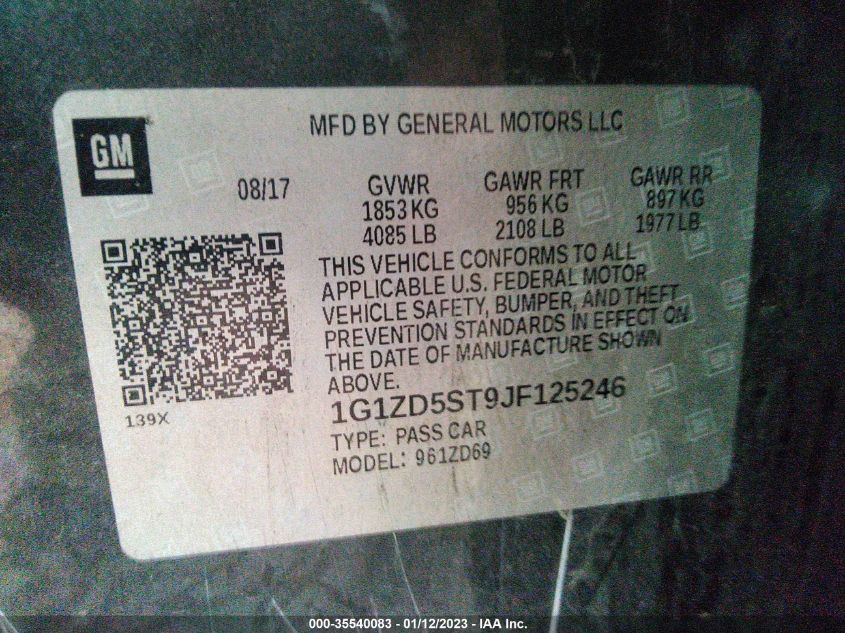 GM
MFD BY GENERAL MOTORS LLC
08/17
GVWR
1853 KG
4085 LB
GAWR FRT
956 KG
2108 LB
GAWR RR
897 KG
1977 LB
THIS VEHICLE CONFORMS TO ALL
APPLICABLE U.S. FEDERAL MOTOR
VEHICLE SAFETY, BUMPER, AND THEFT
PREVENTION STANDARDS IN EFFECT ON
THE DATE OF MANUFACTURE SHOWN
ABOVE.
139X
1G1ZD5ST9JF125246
TYPE: PASS CAR
MODEL: 961ZD69
000-35540083 - 01/12/2023 - IAA Inc.